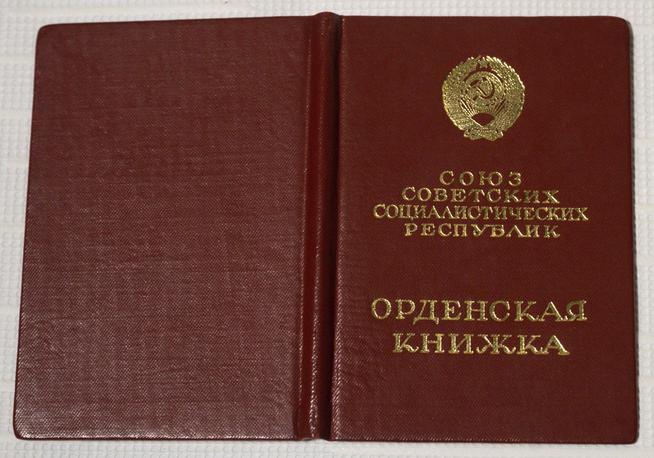 СОЮЗ
СОВЕТСКИХ
СОЦИАЛИСТИЧЕСКИХ
РЕСПУБЛИК
ОРДЕНСКАЯ
КНИЖКА